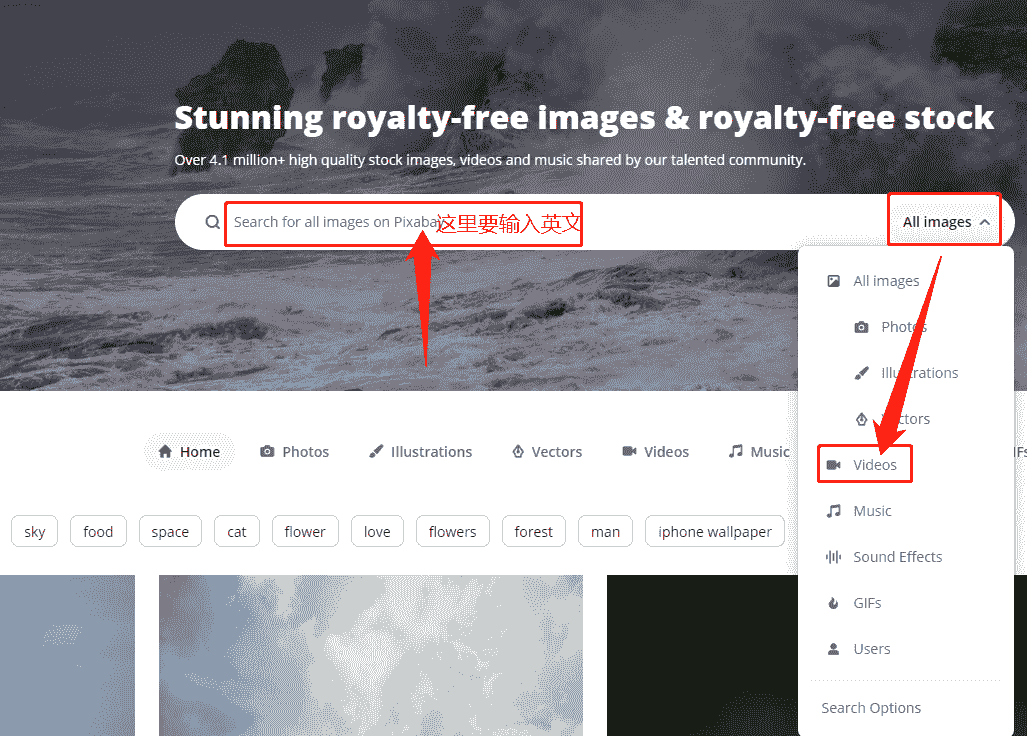 Stunning royalty-free images & royalty-free stock
Over 4.1 million+ high quality stock images, videos and music shared by our talented community.
Search for all images on Pixabay
这里要输入英文
All images
All images
Photos
Illustrations
Vectors
Videos
Music
Sound Effects
GIFs
Users
Search Options
Home
Photos
Illustrations
Vectors
Videos
Music
sky
food
space
cat
flower
love
flowers
forest
man
iphone wallpaper